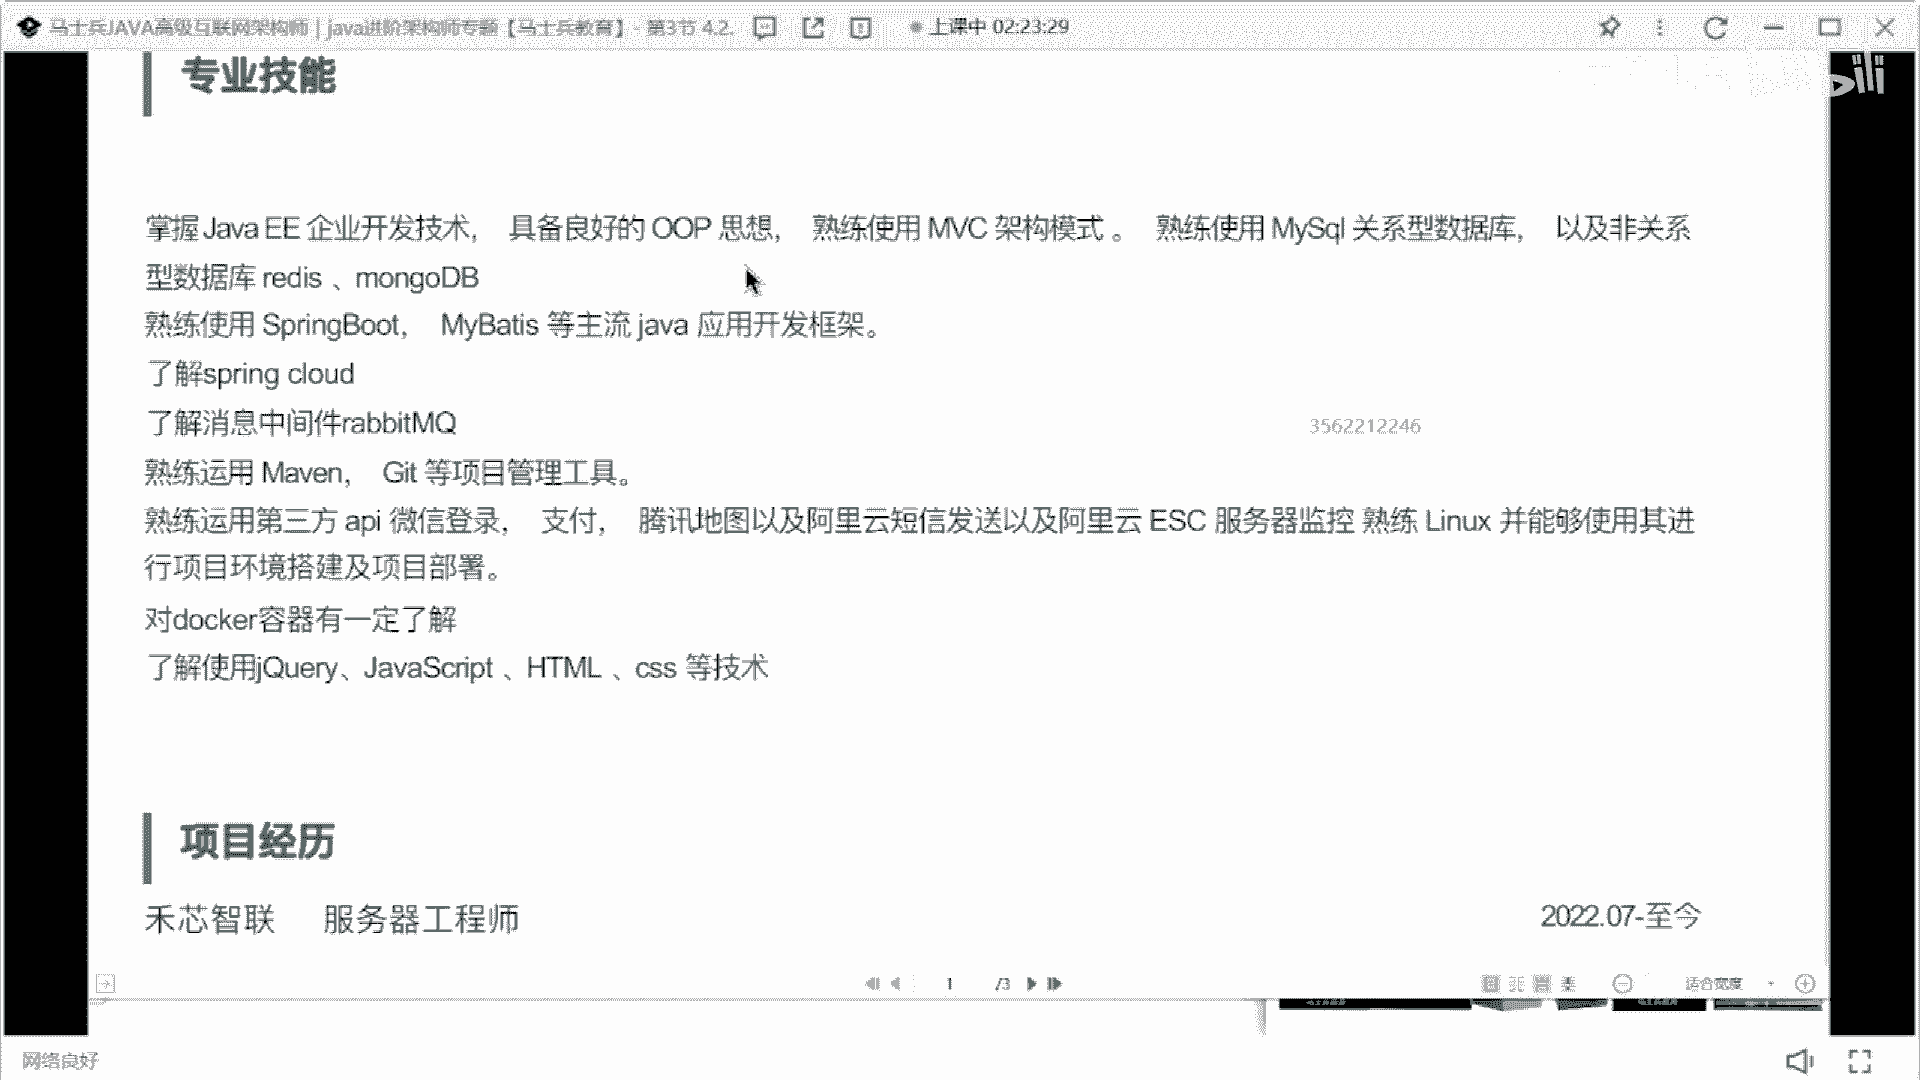 马士兵JAVA高级互联网架构师｜java进阶架构师专题【马士兵教育】- 第3节 4.2. 上课中 02:23:29
ili
专业技能
掌握 Java EE 企业开发技术， 具备良好的 OOP 思想， 熟练使用 MVC 架构模式 。 熟练使用 MySql 关系型数据库， 以及非关系
型数据库 redis 、mongoDB
熟练使用 SpringBoot， MyBatis 等主流 java 应用开发框架。
了解spring cloud
了解消息中间件rabbitMQ
3562212246
熟练运用 Maven， Git 等项目管理工具。
熟练运用第三方 api 微信登录， 支付， 腾讯地图以及阿里云短信发送以及阿里云 ESC 服务器监控 熟练 Linux 并能够使用其进
行项目环境搭建及项目部署。
对docker容器有一定了解
了解使用jQuery、JavaScript 、HTML 、css 等技术
项目经历
禾芯智联 服务器工程师 2022.07-至今
1 /3 适合宽度
网络良好